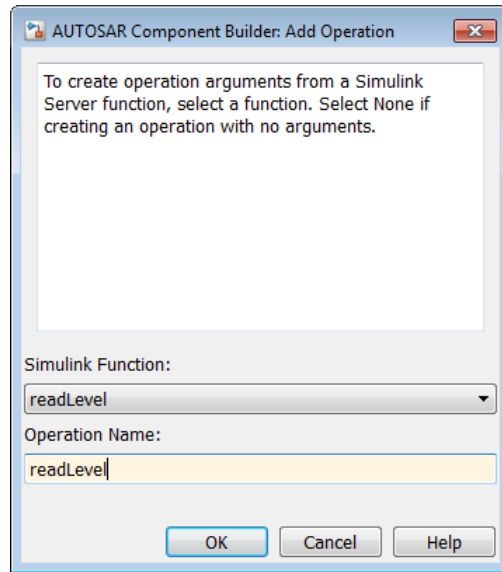 AUTOSAR Component Builder: Add Operation
To create operation arguments from a Simulink
Server function, select a function. Select None if
creating an operation with no arguments.
Simulink Function:
readLevel
Operation Name:
readLevel
OK Cancel Help